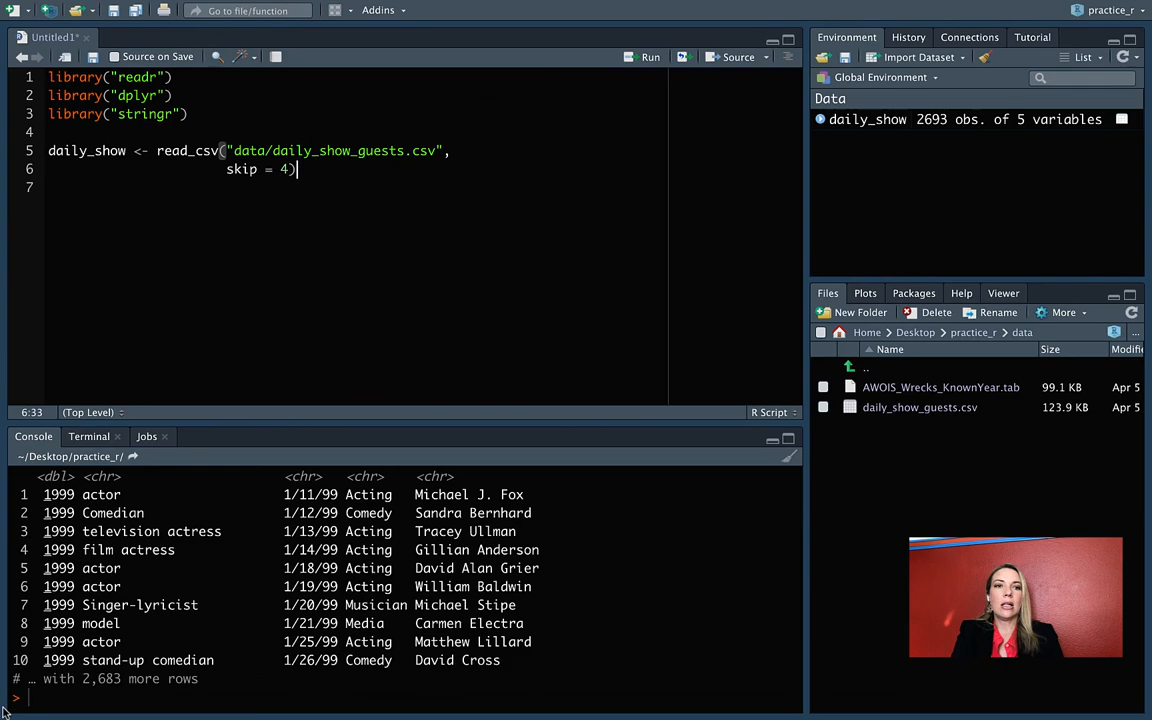 Go to file/function
Addins
practice_r
Untitled1*
Source on Save
Run
Source
1 library("readr")
2 library("dplyr")
3 library("stringr")
4
5 daily_show <- read_csv("data/daily_show_guests.csv",
6 skip = 4)
7
6:33 (Top Level) R Script
Console Terminal Jobs
~/Desktop/practice_r/
<dbl> <chr> <chr> <chr> <chr>
1 1999 actor 1/11/99 Acting Michael J. Fox
2 1999 Comedian 1/12/99 Comedy Sandra Bernhard
3 1999 television actress 1/13/99 Acting Tracey Ullman
4 1999 film actress 1/14/99 Acting Gillian Anderson
5 1999 actor 1/18/99 Acting David Alan Grier
6 1999 actor 1/19/99 Acting William Baldwin
7 1999 Singer-lyricist 1/20/99 Musician Michael Stipe
8 1999 model 1/21/99 Media Carmen Electra
9 1999 actor 1/25/99 Acting Matthew Lillard
10 1999 stand-up comedian 1/26/99 Comedy David Cross
# … with 2,683 more rows
>
Environment History Connections Tutorial
Import Dataset List
Global Environment
Data
daily_show 2693 obs. of 5 variables
Files Plots Packages Help Viewer
New Folder Delete Rename More
Home Desktop practice_r data ...
Name Size Modifi
..
AWOIS_Wrecks_KnownYear.tab 99.1 KB Apr 5
daily_show_guests.csv 123.9 KB Apr 5